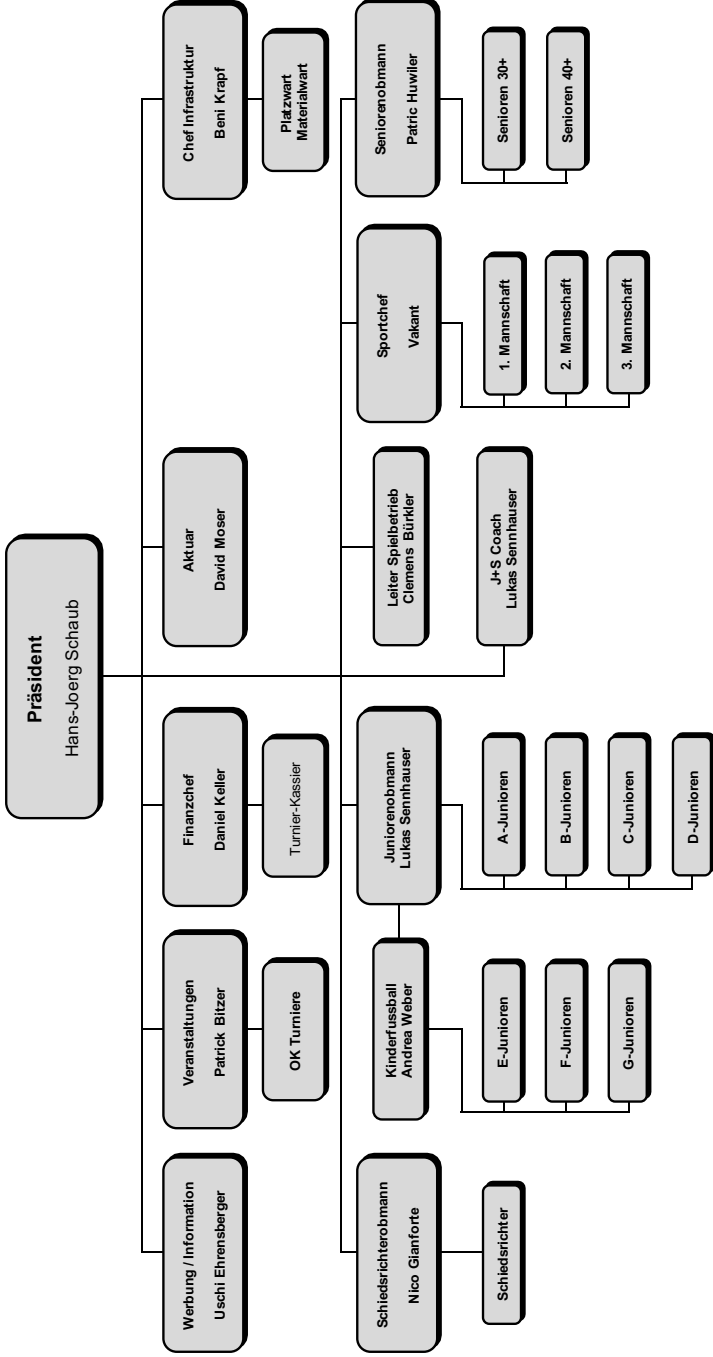 Präsident
Hans-Joerg Schaub
Werbung / Information
Uschi Ehrensberger
Veranstaltungen
Patrick Bitzer
Finanzchef
Daniel Keller
Aktuar
David Moser
Chef Infrastruktur
Beni Krapf
OK Turniere
Turnier-Kassier
Platzwart
Materialwart
Schiedsrichterobmann
Nico Gianforte
Kinderfussball
Andrea Weber
Juniorenobmann
Lukas Sennhauser
Leiter Spielbetrieb
Clemens Bürkler
Sportchef
Vakant
Seniorenobmann
Patric Huwiler
Schiedsrichter
E-Junioren
F-Junioren
G-Junioren
A-Junioren
B-Junioren
C-Junioren
D-Junioren
J+S Coach
Lukas Sennhauser
1. Mannschaft
2. Mannschaft
3. Mannschaft
Senioren 30+
Senioren 40+